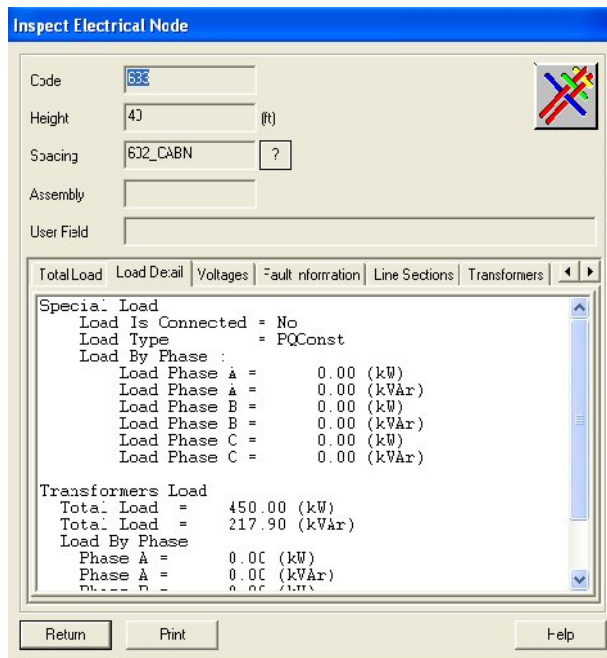 Inspect Electrical Node
Code 633
Height 40 (ft)
Spacing 602_CABN ?
Assembly
User Field
Total Load Load Detail Voltages Fault Information Line Sections Transformers
Special Load
Load Is Connected = No
Load Type = PQConst
Load By Phase :
Load Phase A = 0.00 (kW)
Load Phase A = 0.00 (kVAr)
Load Phase B = 0.00 (kW)
Load Phase B = 0.00 (kVAr)
Load Phase C = 0.00 (kW)
Load Phase C = 0.00 (kVAr)
Transformers Load
Total Load = 450.00 (kW)
Total Load = 217.90 (kVAr)
Load By Phase
Phase A = 0.00 (kW)
Phase A = 0.00 (kVAr)
Return Print Help